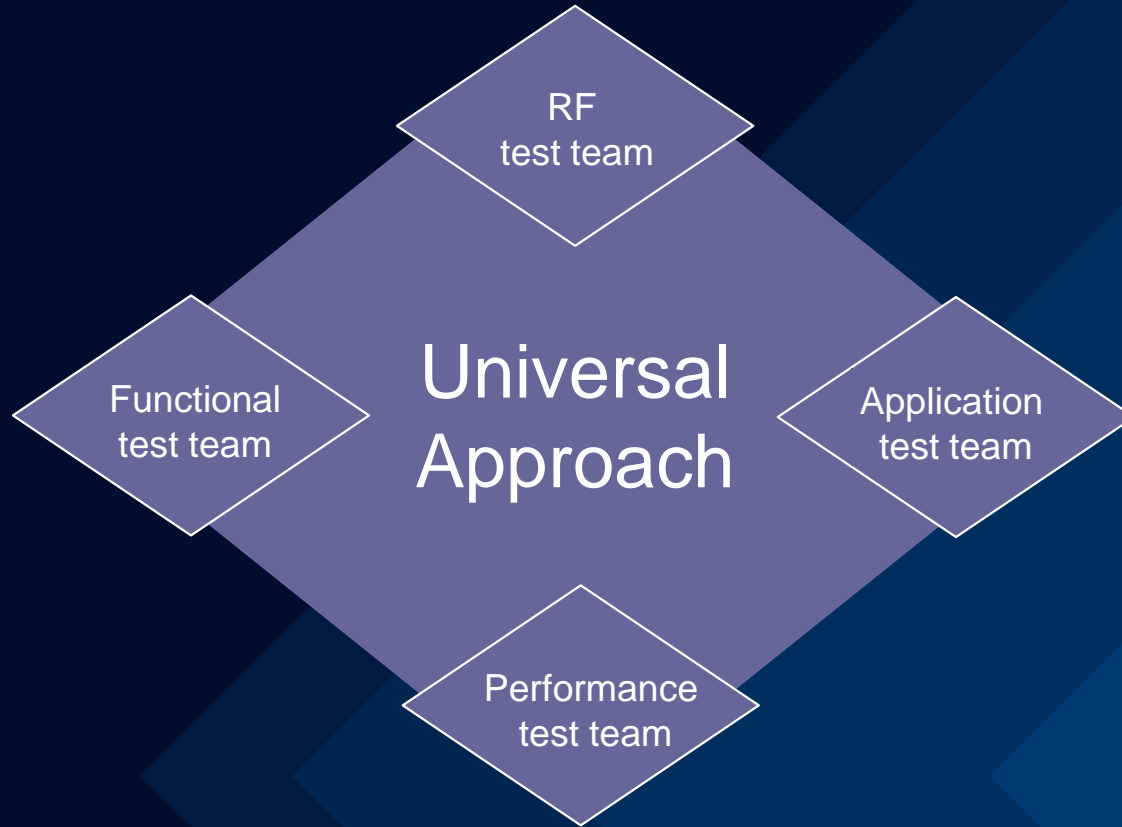 RF
test team
Functional
test team
Universal
Approach
Application
test team
Performance
test team